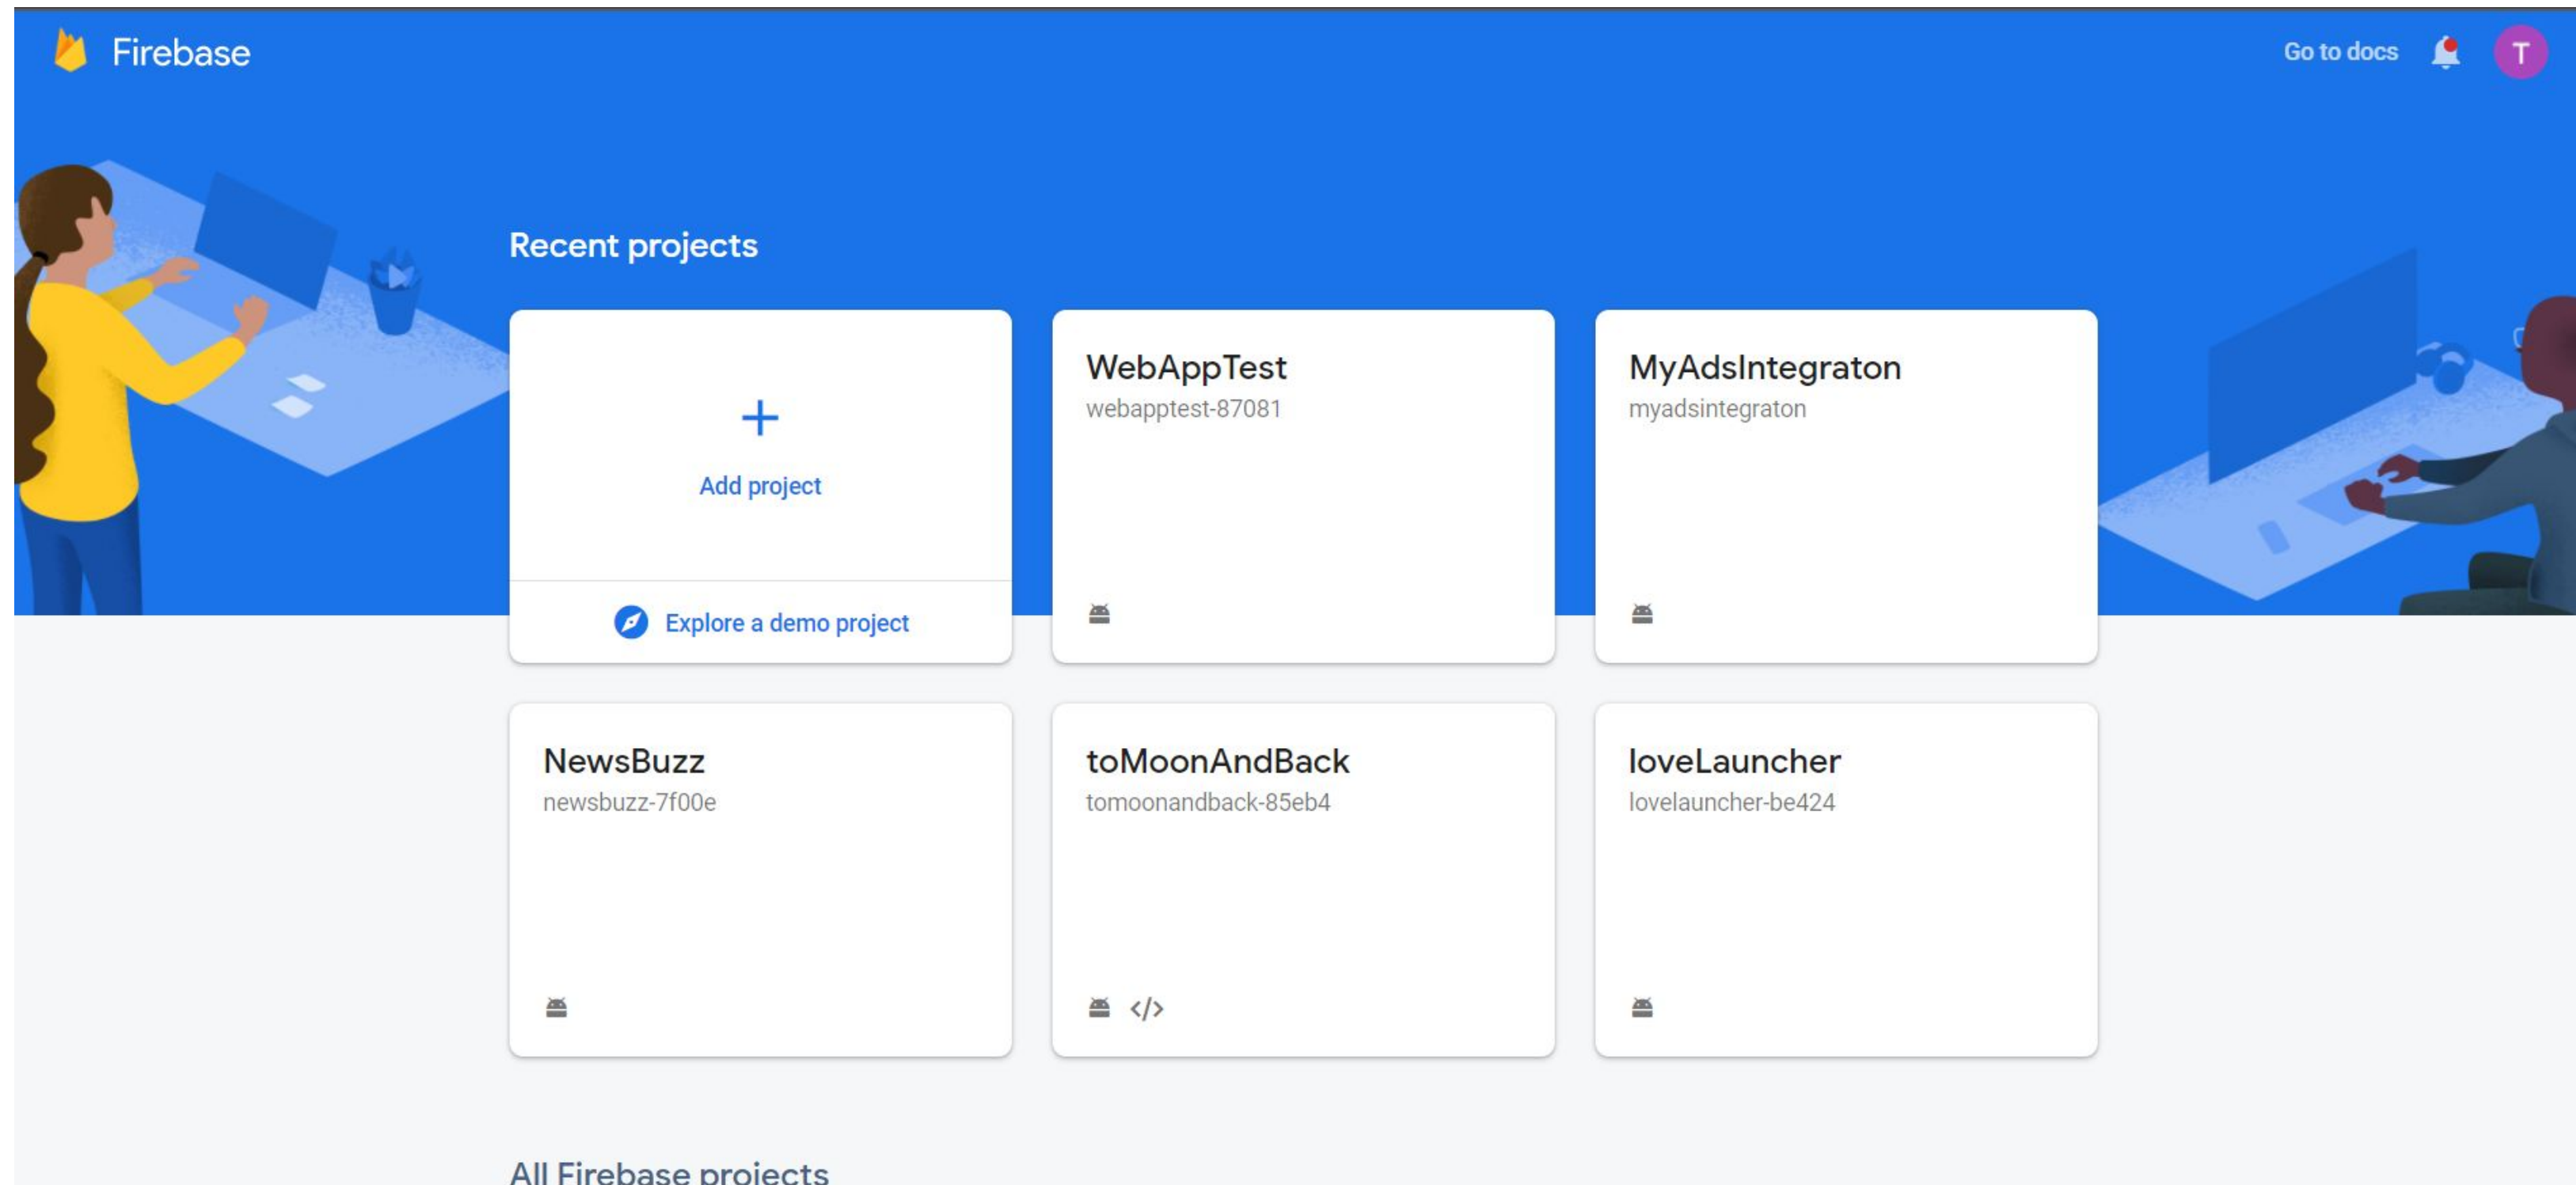 Firebase
Go to docs
T
Recent projects
Add project
Explore a demo project
WebAppTest
webapptest-87081
MyAdsIntegraton
myadsintegraton
NewsBuzz
newsbuzz-7f00e
toMoonAndBack
tomoonandback-85eb4
</>
loveLauncher
lovelauncher-be424
All Firebase projects